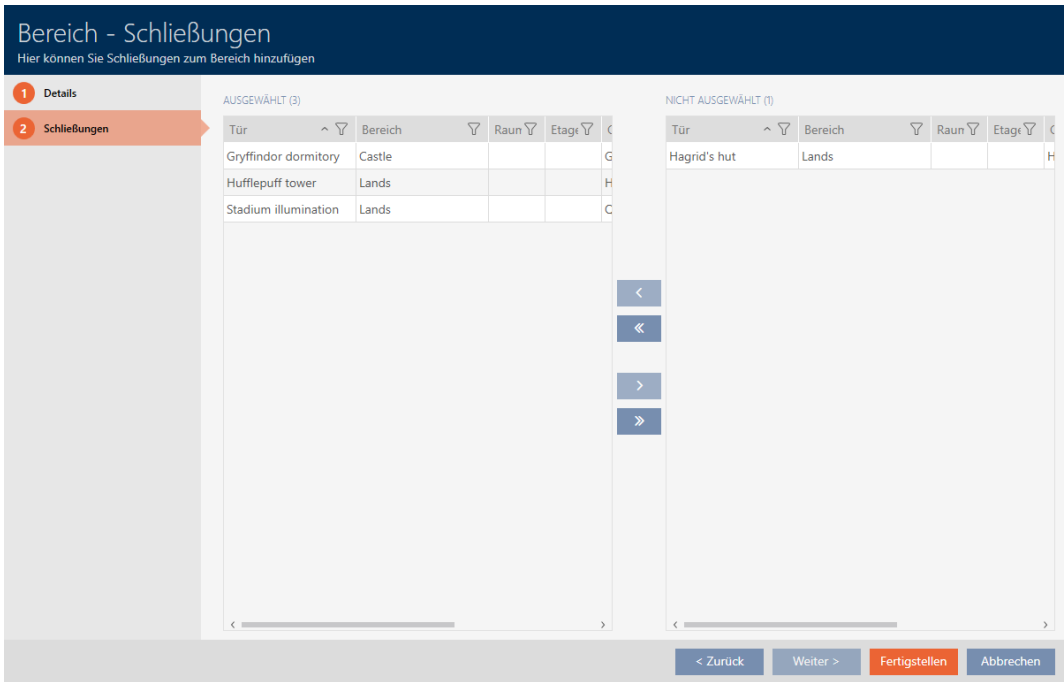 Bereich - Schließungen
Hier können Sie Schließungen zum Bereich hinzufügen
1 Details
2 Schließungen
AUSGEWÄHLT (3)
Tür Bereich Raum Etage
Gryffindor dormitory Castle G
Hufflepuff tower Lands H
Stadium illumination Lands
NICHT AUSGEWÄHLT (1)
Tür Bereich Raum Etage
Hagrid's hut Lands H
< Zurück Weiter > Fertigstellen Abbrechen